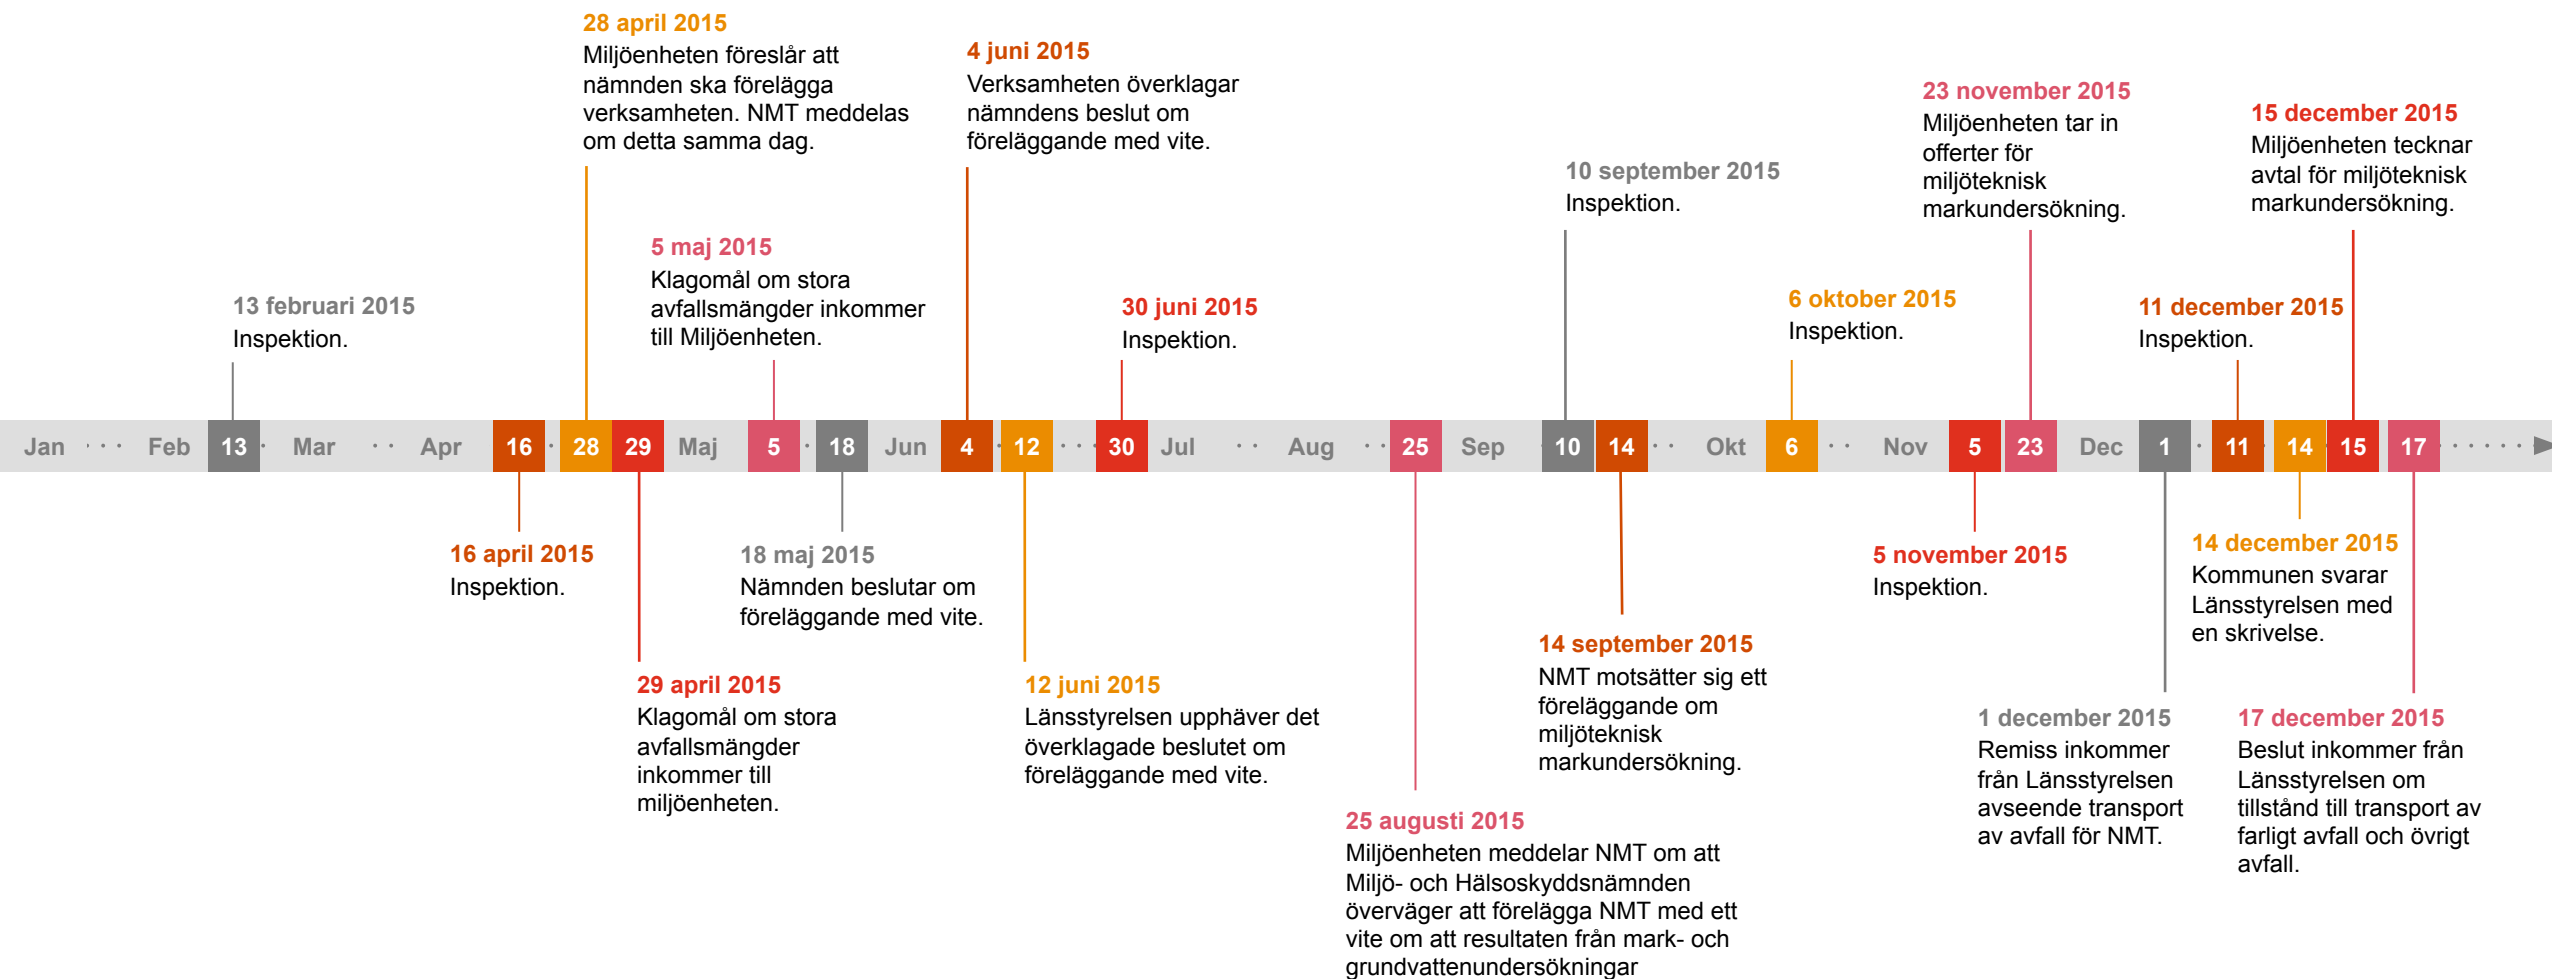 28 april 2015
Miljöenheten föreslår att
nämnden ska förelägga
verksamheten. NMT meddelas
om detta samma dag.
4 juni 2015
Verksamheten överklagar
nämndens beslut om
föreläggande med vite.
23 november 2015
Miljöenheten tar in
offerter för
miljöteknisk
markundersökning.
15 december 2015
Miljöenheten tecknar
avtal för miljöteknisk
markundersökning.
10 september 2015
Inspektion.
5 maj 2015
Klagomål om stora
avfallsmängder inkommer
till Miljöenheten.
13 februari 2015
Inspektion.
30 juni 2015
Inspektion.
6 oktober 2015
Inspektion.
11 december 2015
Inspektion.
Jan Feb 13 Mar Apr 16 28 29 Maj 5 18 Jun 4 12 30 Jul Aug 25 Sep 10 14 Okt 6 Nov 5 23 Dec 1 11 14 15 17
16 april 2015
Inspektion.
18 maj 2015
Nämnden beslutar om
föreläggande med vite.
5 november 2015
Inspektion.
14 december 2015
Kommunen svarar
Länsstyrelsen med
en skrivelse.
29 april 2015
Klagomål om stora
avfallsmängder
inkommer till
miljöenheten.
12 juni 2015
Länsstyrelsen upphäver det
överklagade beslutet om
föreläggande med vite.
14 september 2015
NMT motsätter sig ett
föreläggande om
miljöteknisk
markundersökning.
1 december 2015
Remiss inkommer
från Länsstyrelsen
avseende transport
av avfall för NMT.
17 december 2015
Beslut inkommer från
Länsstyrelsen om
tillstånd till transport av
farligt avfall och övrigt
avfall.
25 augusti 2015
Miljöenheten meddelar NMT om att
Miljö- och Hälsoskyddsnämnden
överväger att förelägga NMT med ett
vite om att resultaten från mark- och
grundvattenundersökningar